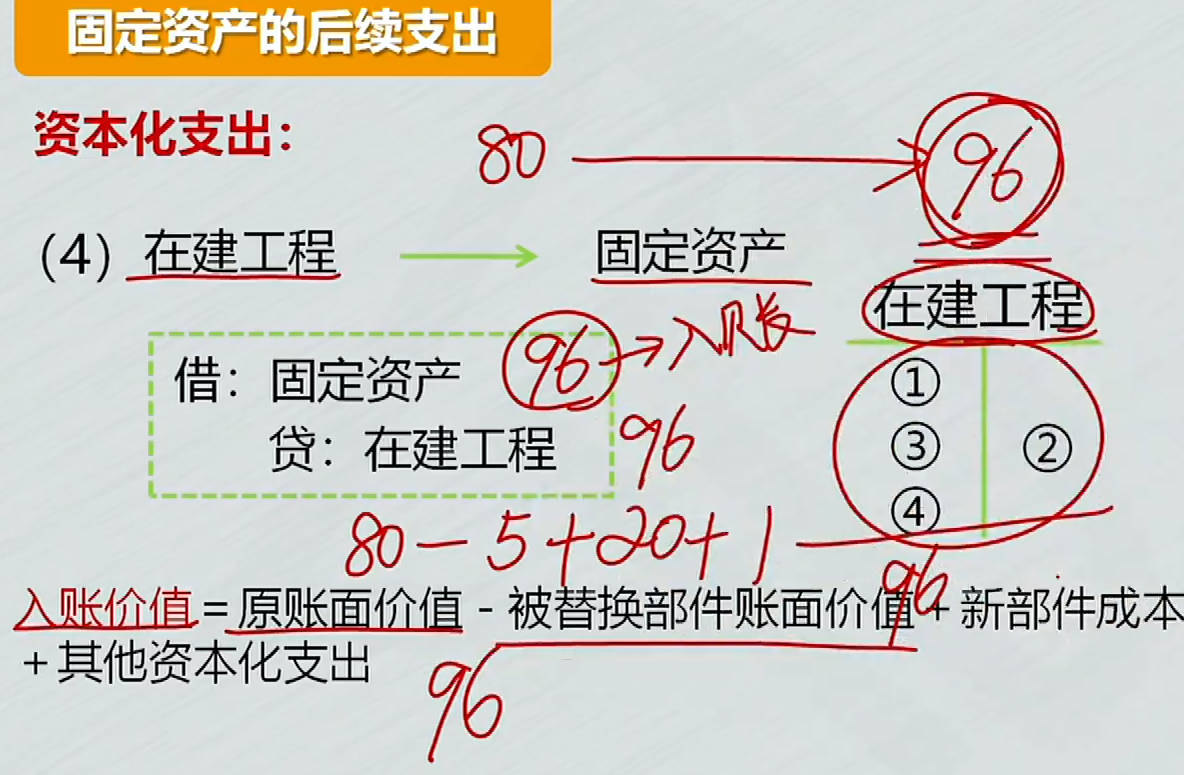 固定资产的后续支出
资本化支出：
80
96
（4）在建工程
固定资产
在建工程
借：固定资产
96
入账
贷：在建工程
96
①
③
②
④
80-5+20+1
96
入账价值=原账面价值-被替换部件账面价值+新部件成本
+其他资本化支出
96